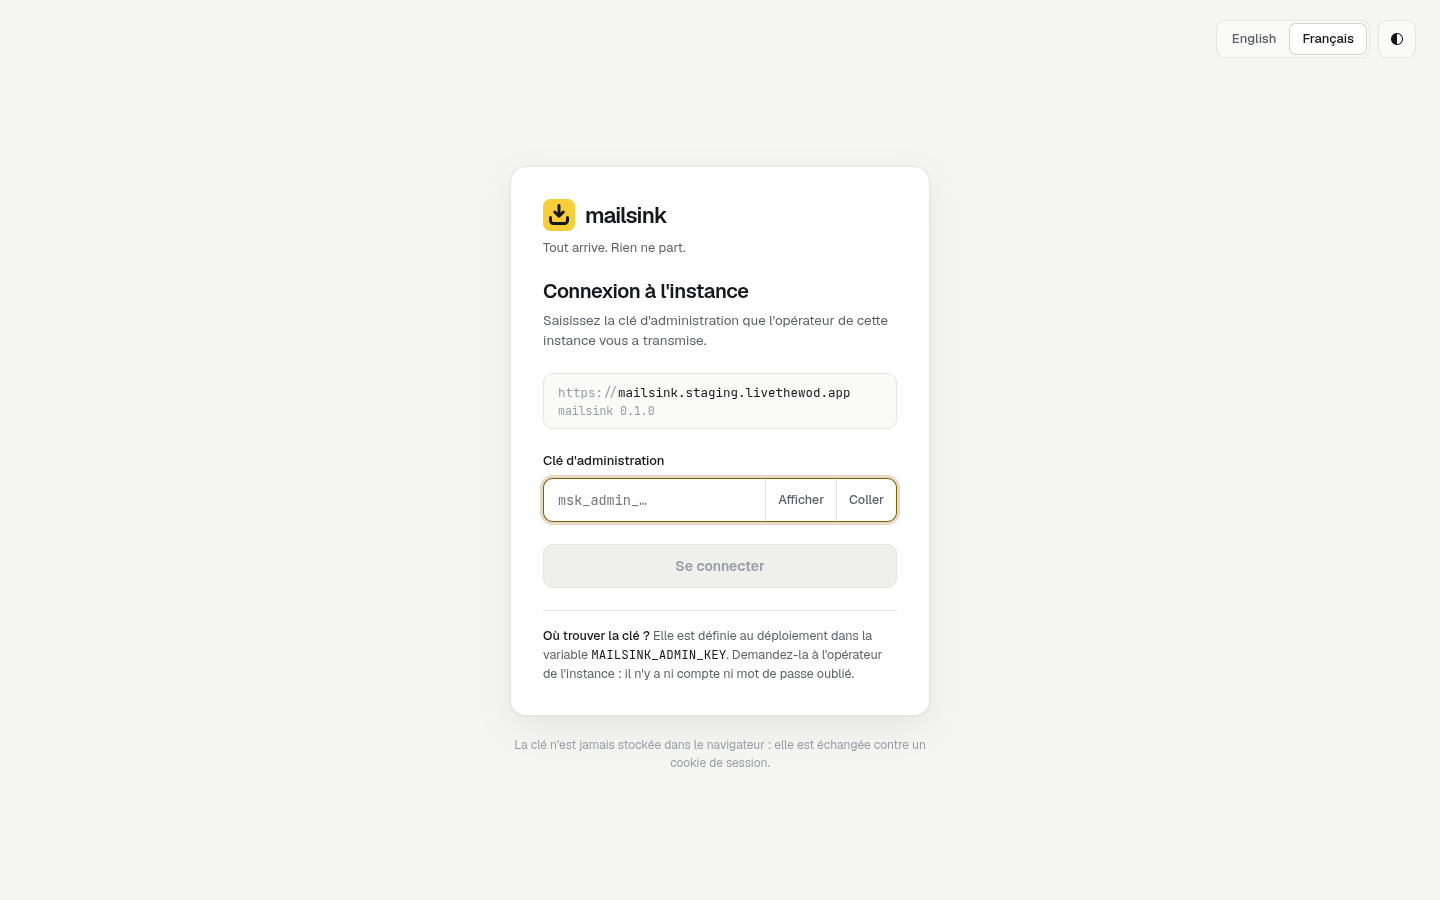 English
Français
mailsink
Tout arrive. Rien ne part.
Connexion à l'instance
Saisissez la clé d'administration que l'opérateur de cette
instance vous a transmise.
https://mailsink.staging.livethewod.app
mailsink 0.1.0
Clé d'administration
msk_admin_…
Afficher
Coller
Se connecter
Où trouver la clé ? Elle est définie au déploiement dans la
variable MAILSINK_ADMIN_KEY. Demandez-la à l'opérateur
de l'instance : il n'y a ni compte ni mot de passe oublié.
La clé n'est jamais stockée dans le navigateur : elle est échangée contre un
cookie de session.